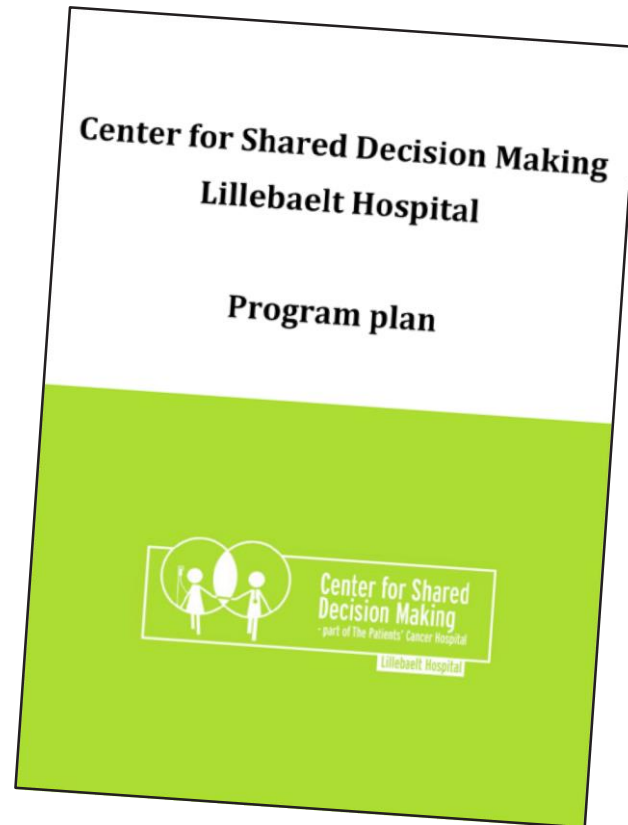 Center for Shared Decision Making
Lillebaelt Hospital
Program plan
Center for Shared
Decision Making
- part of The Patients' Cancer Hospital
Lillebaelt Hospital